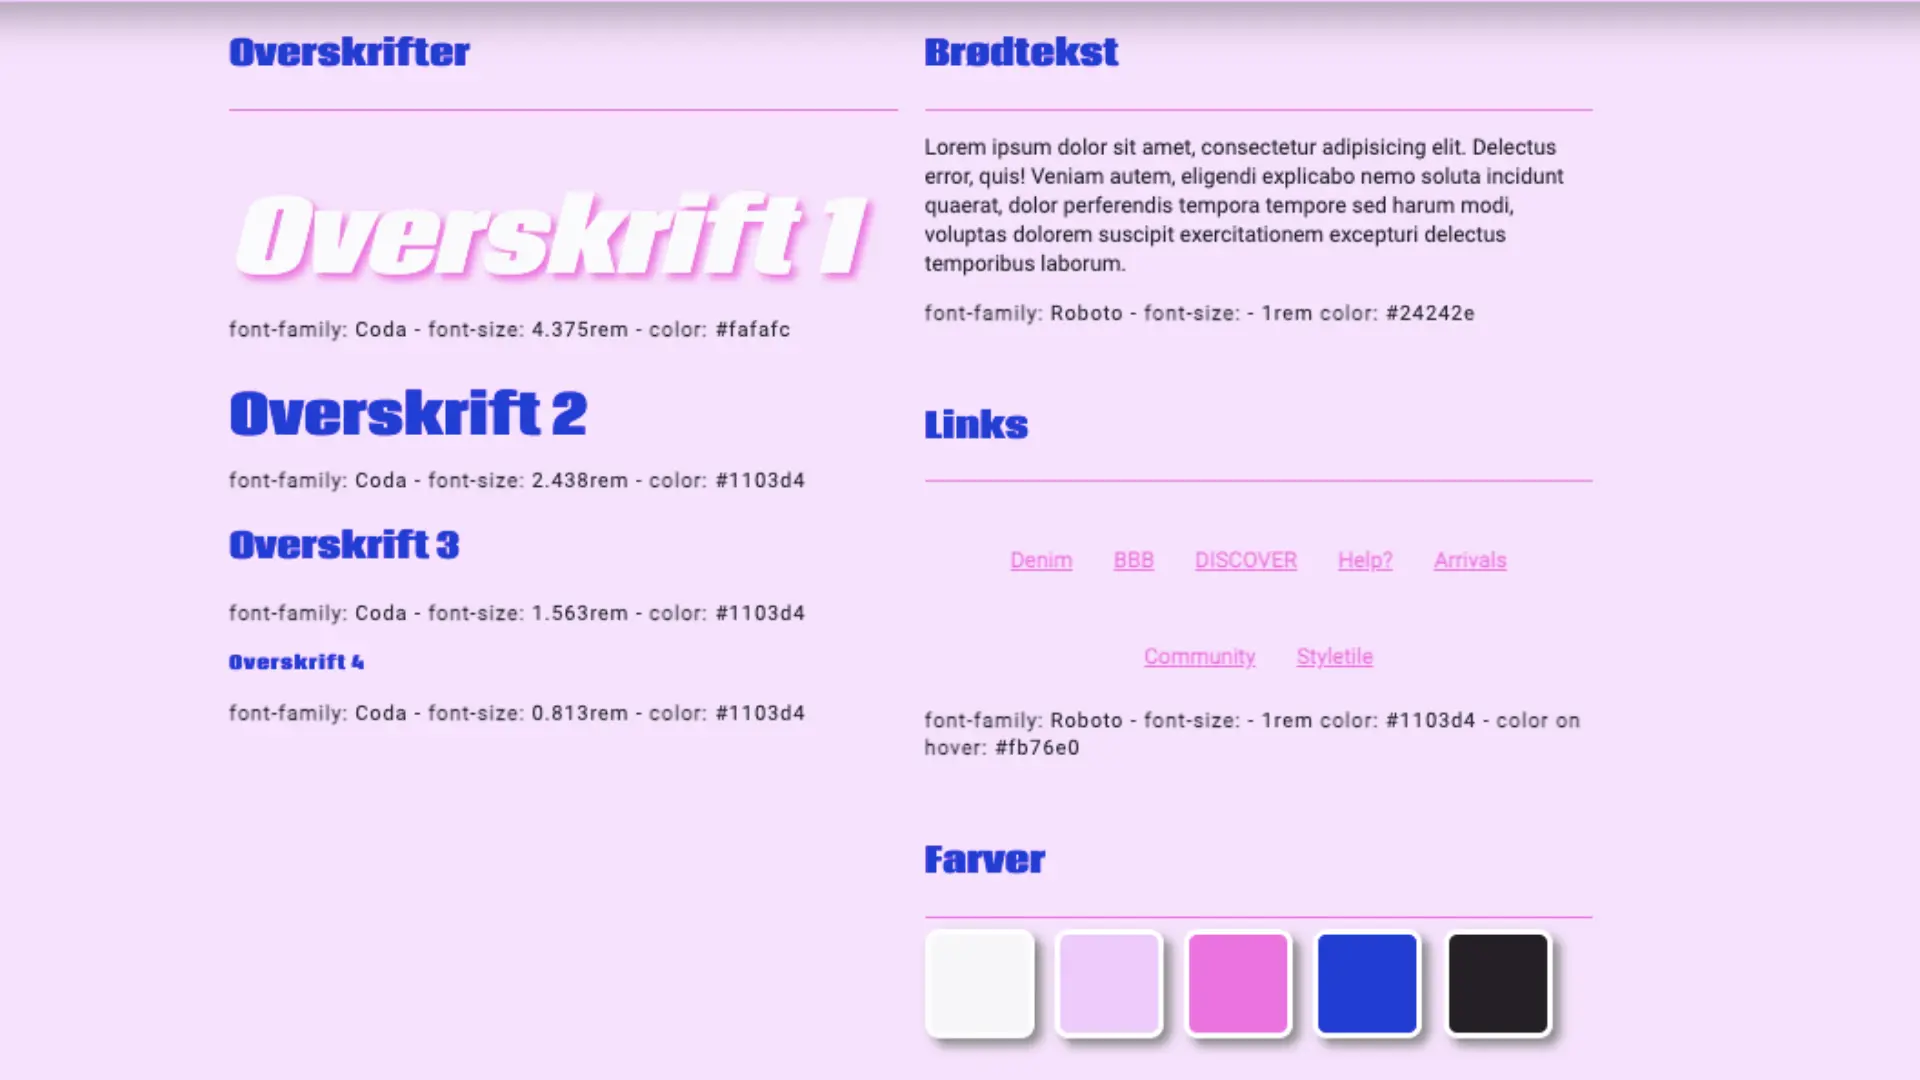 Overskrifter
Overskrift 1
font-family: Coda - font-size: 4.375rem - color: #fafafc
Overskrift 2
font-family: Coda - font-size: 2.438rem - color: #1103d4
Overskrift 3
font-family: Coda - font-size: 1.563rem - color: #1103d4
Overskrift 4
font-family: Coda - font-size: 0.813rem - color: #1103d4
Brødtekst
Lorem ipsum dolor sit amet, consectetur adipisicing elit. Delectus
error, quis! Veniam autem, eligendi explicabo nemo soluta incidunt
quaerat, dolor perferendis tempora tempore sed harum modi,
voluptas dolorem suscipit exercitationem excepturi delectus
temporibus laborum.
font-family: Roboto - font-size: - 1rem color: #24242e
Links
Denim BBB DISCOVER Help? Arrivals
Community Styletile
font-family: Roboto - font-size: - 1rem color: #1103d4 - color on
hover: #fb76e0
Farver